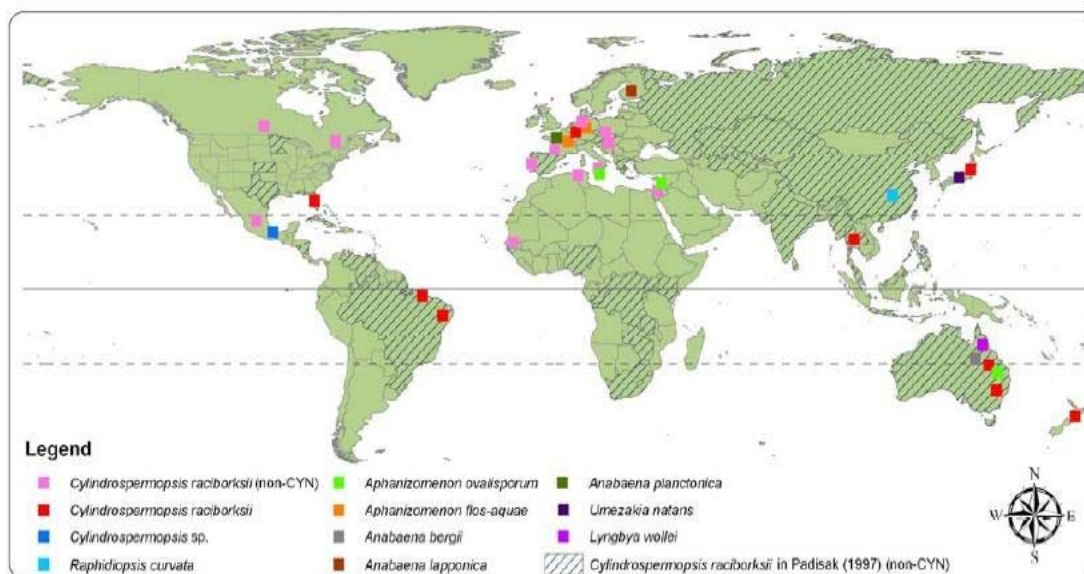 Legend
Cylindrospermopsis raciborksii (non-CYN)
Cylindrospermopsis raciborksii
Cylindrospermopsis sp.
Raphidiopsis curvata
Aphanizomenon ovalisporum
Aphanizomenon flos-aquae
Anabaena bergii
Anabaena lapponica
Anabaena planctonica
Umezakia natans
Lyngbya wollei
Cylindrospermopsis raciborksii in Padisak (1997) (non-CYN)
N
W E
S